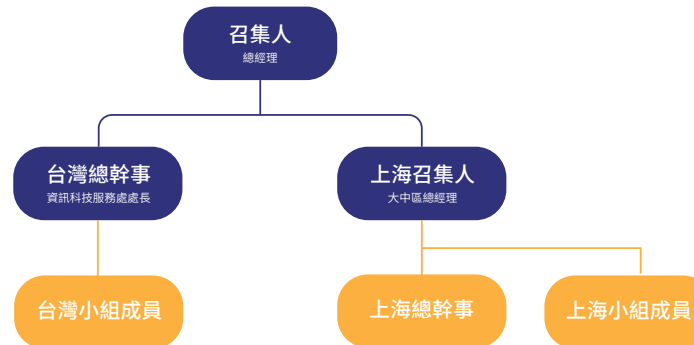 召集人
總經理
台灣總幹事
資訊科技服務處處長
上海召集人
大中區總經理
台灣小組成員
上海總幹事
上海小組成員